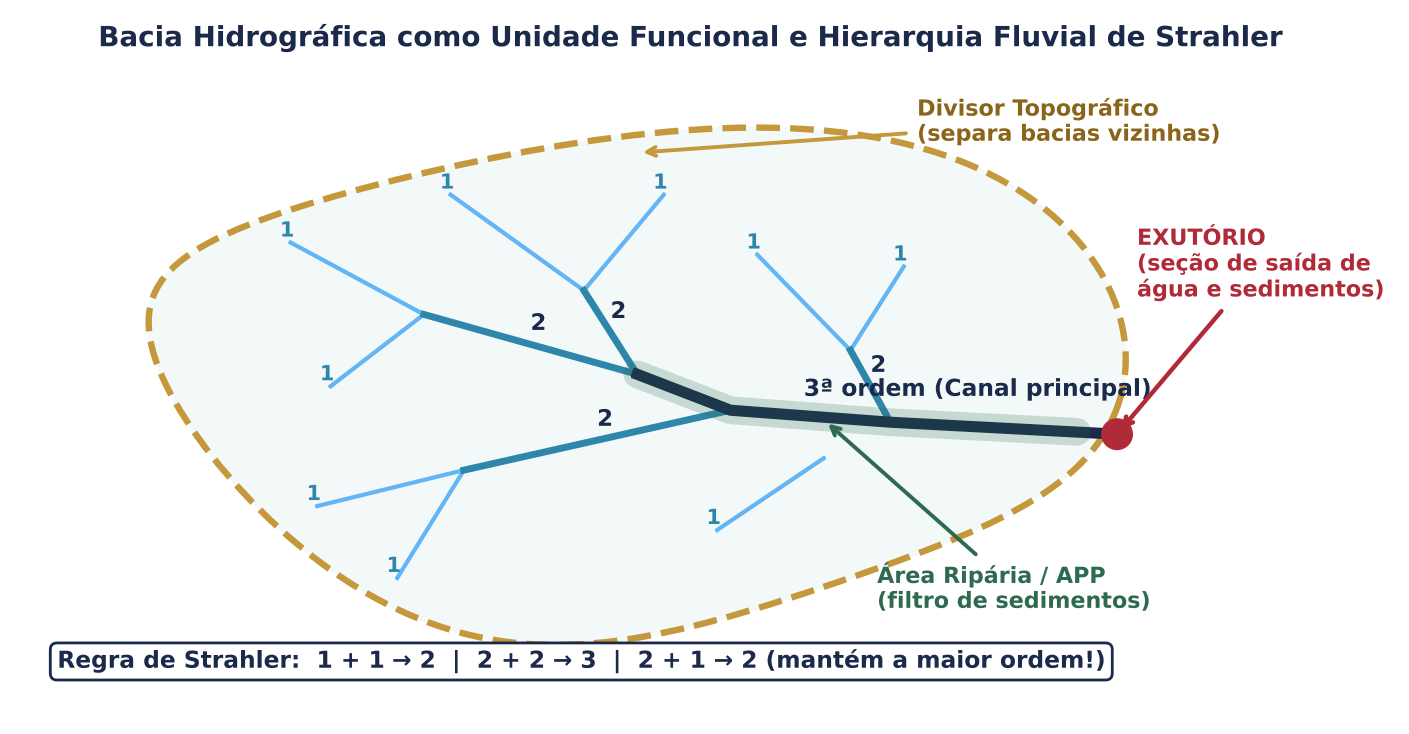 Bacia Hidrográfica como Unidade Funcional e Hierarquia Fluvial de Strahler
Divisor Topográfico
(separa bacias vizinhas)
1
1
1
1
1
EXUTÓRIO
(seção de saída de
água e sedimentos)
2
2
2
1
3ª ordem (Canal principal)
2
1
1
1
Área Ripária / APP
(filtro de sedimentos)
Regra de Strahler: 1 + 1 → 2 | 2 + 2 → 3 | 2 + 1 → 2 (mantém a maior ordem!)